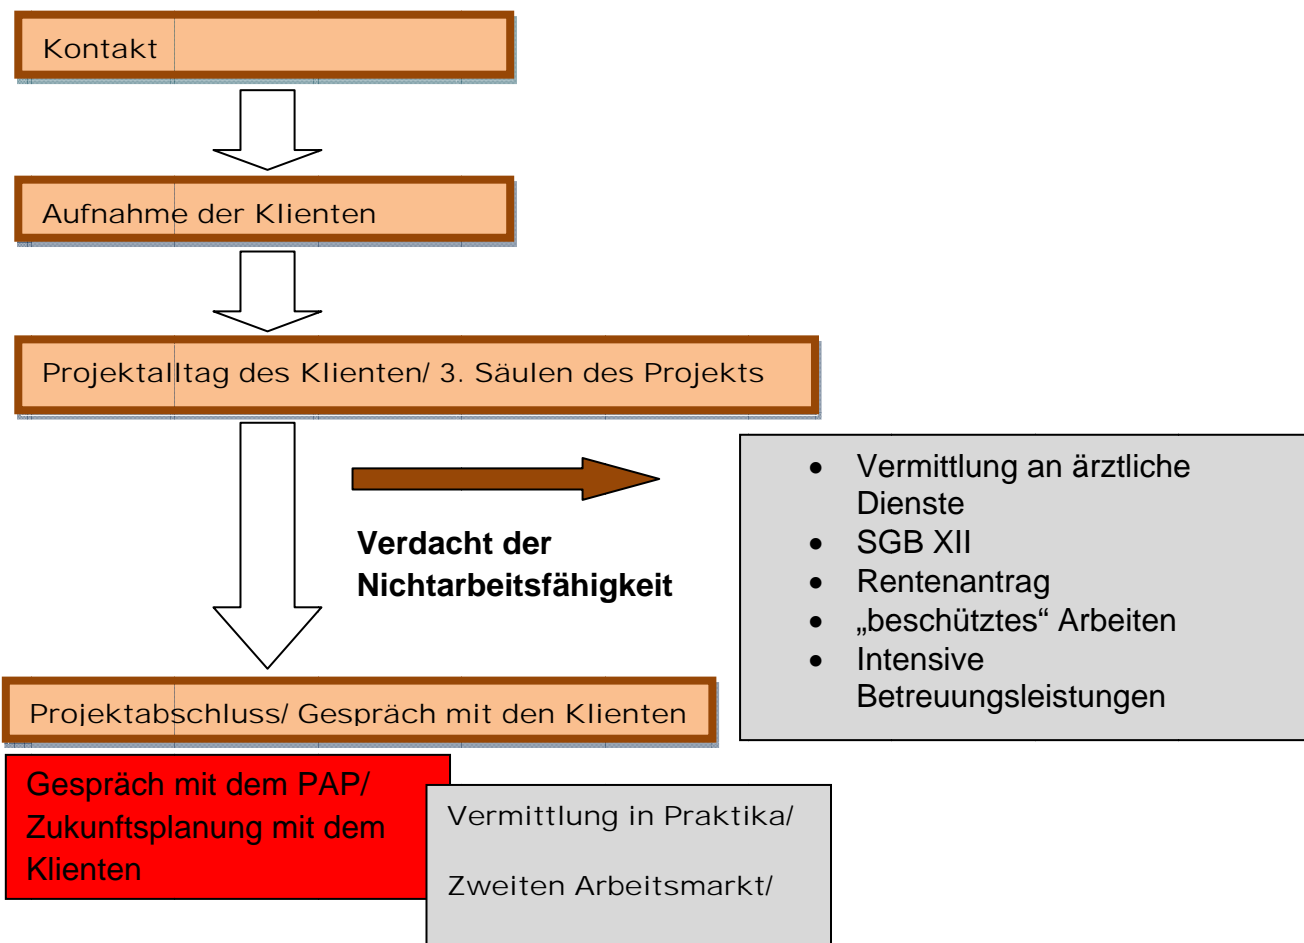 Kontakt
Aufnahme der Klienten
Projektalltag des Klienten/ 3. Säulen des Projekts
Verdacht der
Nichtarbeitsfähigkeit
• Vermittlung an ärztliche
Dienste
• SGB XII
• Rentenantrag
• „beschütztes“ Arbeiten
• Intensive
Betreuungsleistungen
Projektabschluss/ Gespräch mit den Klienten
Gespräch mit dem PAP/
Zukunftsplanung mit dem
Klienten
Vermittlung in Praktika/
Zweiten Arbeitsmarkt/